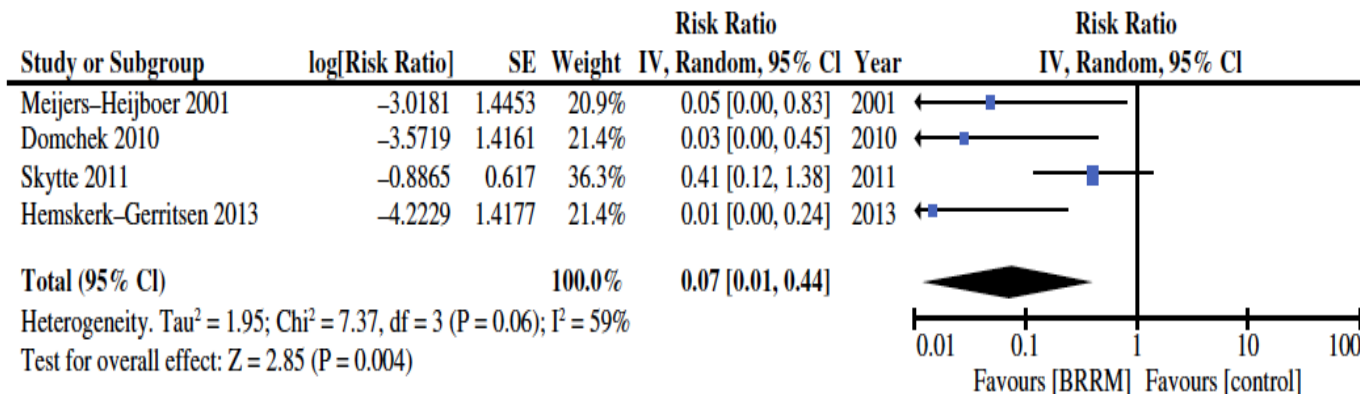 Risk Ratio Risk Ratio
Study or Subgroup log[Risk Ratio] SE Weight IV, Random, 95% Cl Year IV, Random, 95% Cl
Meijers–Heijboer 2001 –3.0181 1.4453 20.9% 0.05 [0.00, 0.83] 2001
Domchek 2010 –3.5719 1.4161 21.4% 0.03 [0.00, 0.45] 2010
Skytte 2011 –0.8865 0.617 36.3% 0.41 [0.12, 1.38] 2011
Hemskerk–Gerritsen 2013 –4.2229 1.4177 21.4% 0.01 [0.00, 0.24] 2013
Total (95% Cl) 100.0% 0.07 [0.01, 0.44]
Heterogeneity. Tau² = 1.95; Chi² = 7.37, df = 3 (P = 0.06); I² = 59%
Test for overall effect: Z = 2.85 (P = 0.004)
0.01 0.1 1 10 100
Favours [BRRM] Favours [control]